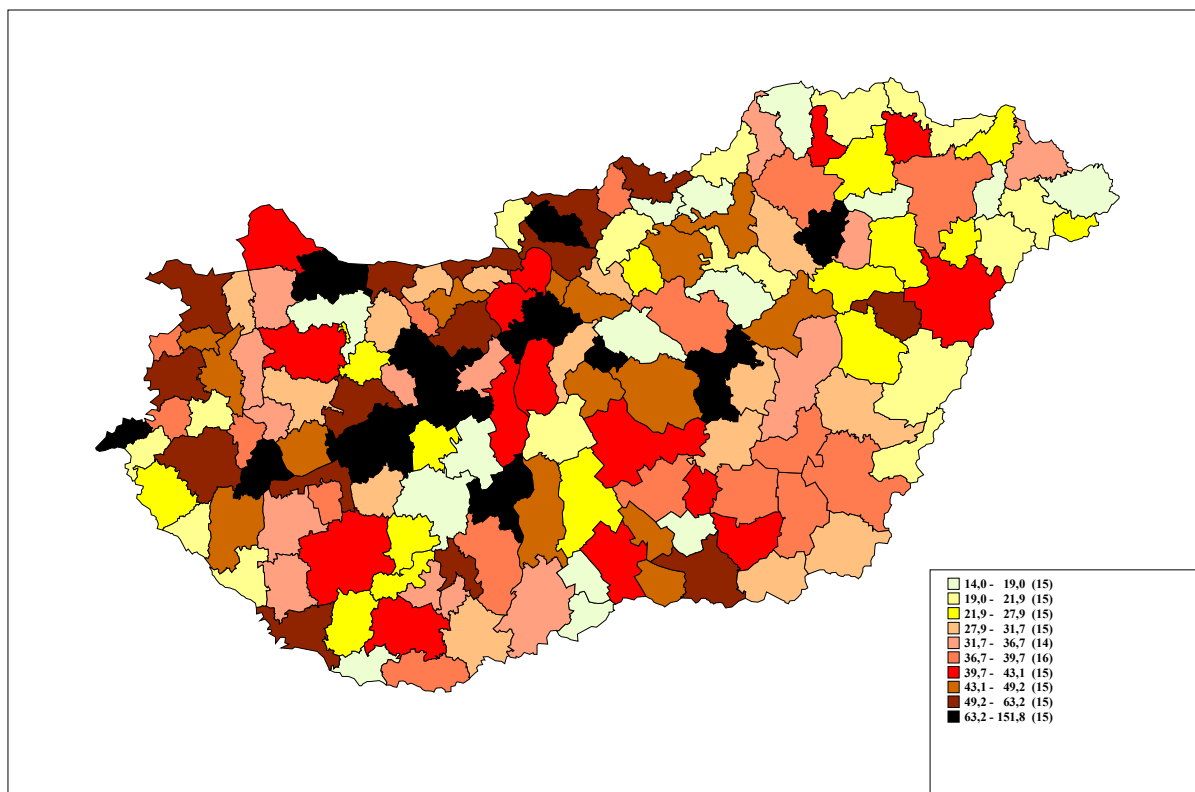 14,0 - 19,0 (15)
19,0 - 21,9 (15)
21,9 - 27,9 (15)
27,9 - 31,7 (15)
31,7 - 36,7 (14)
36,7 - 39,7 (16)
39,7 - 43,1 (15)
43,1 - 49,2 (15)
49,2 - 63,2 (15)
63,2 - 151,8 (15)